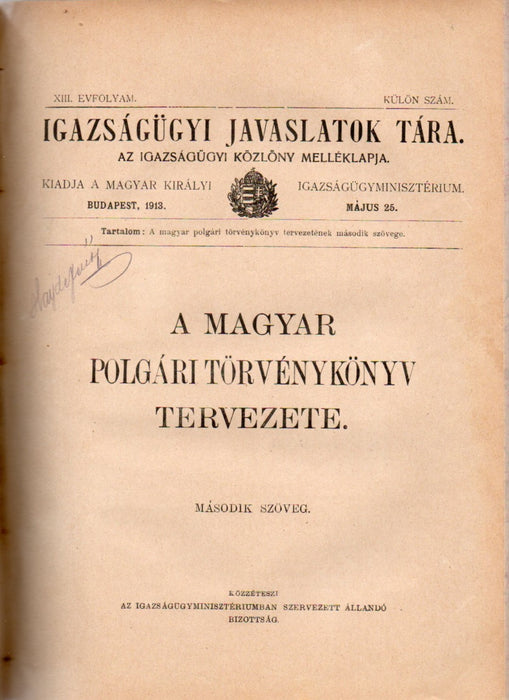 XIII. EVFOLYAM. KÜLÖN SZÁM.
IGAZSÁGÜGYI JAVASLATOK TÁRA.
AZ IGAZSÁGÜGYI KÖZLÖNY MELLÉKLAPJA.
KIADJA A MAGYAR KIRÁLYI IGAZSÁGÜGYMINISZTÉRIUM.
BUDAPEST, 1913. MÁJUS 25.
Tartalom: A magyar polgári törvénykönyv tervezetének második szövege.
A MAGYAR
POLGÁRI TÖRVÉNYKÖNYV
TERVEZETE.
MÁSODIK SZÖVEG.
KÖZZÉTESZI
AZ IGAZSÁGÜGYMINISZTÉRIUMBAN SZERVEZETT ÁLLANDÓ
BIZOTTSÁG.